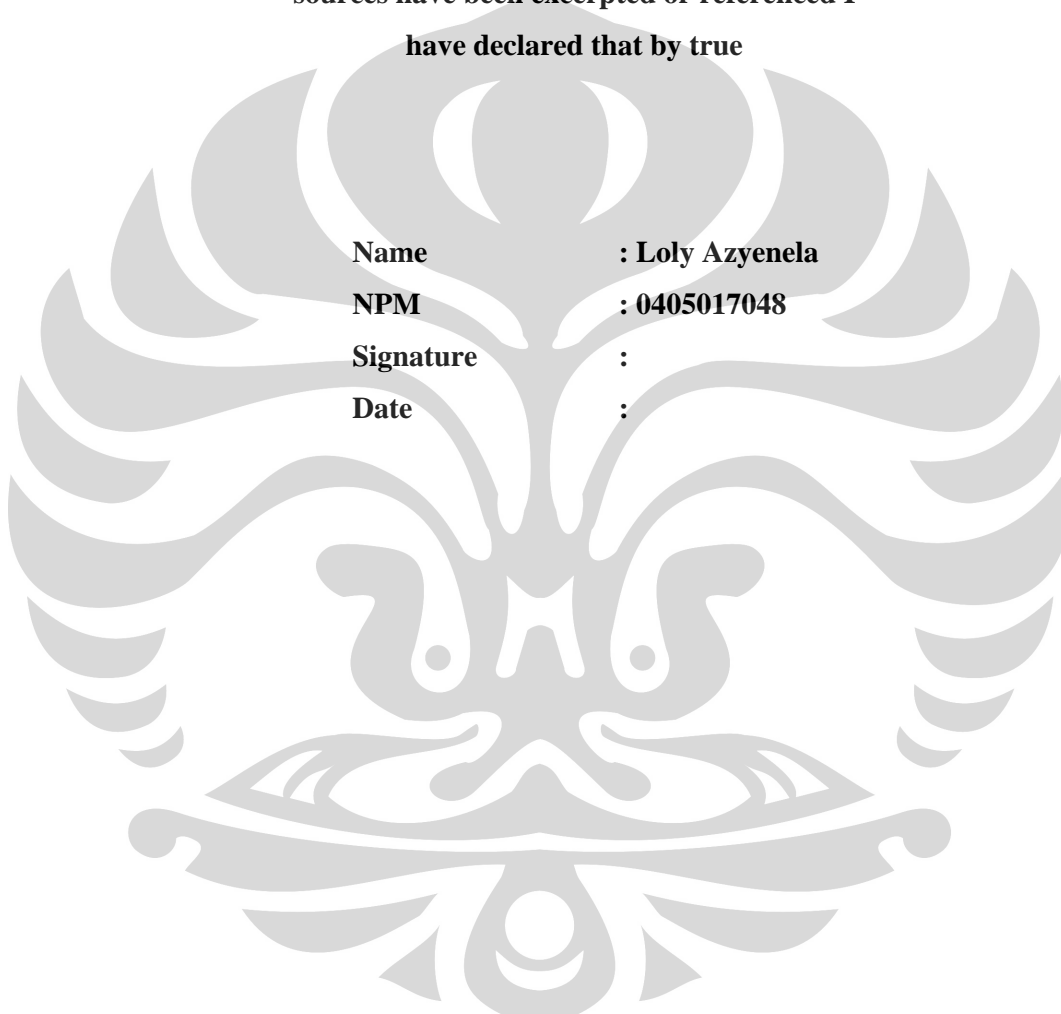 sources have been excerpted or referenced I
have declared that by true
Name : Loly Azyenela
NPM : 0405017048
Signature :
Date :